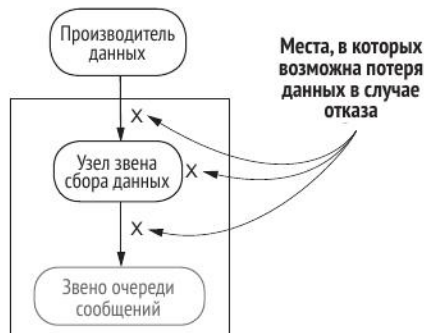 Производитель
данных
Места, в которых
возможна потеря
данных в случае
отказа
X
Узел звена
сбора данных
X
X
Звено очереди
сообщений